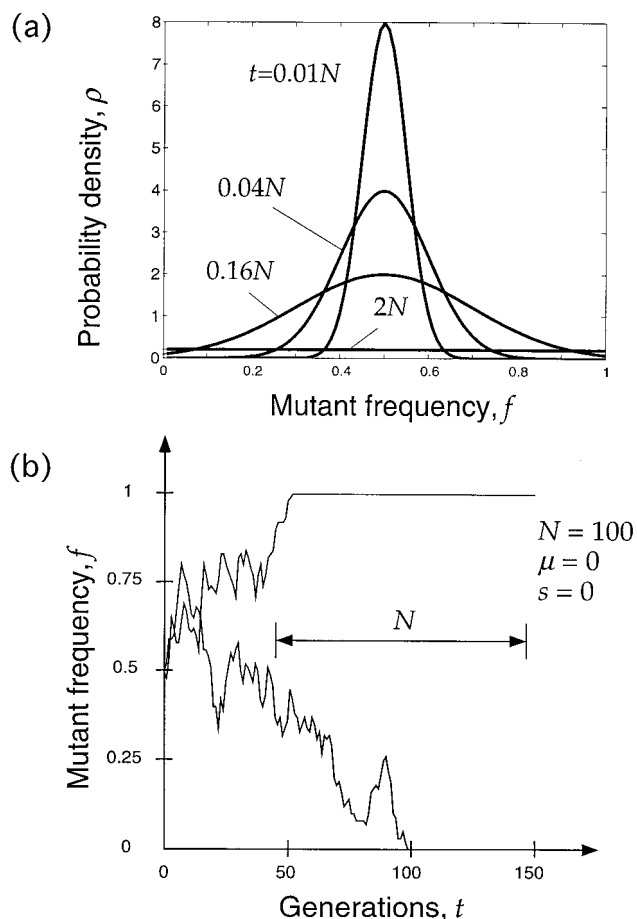 (a)
Probability density, ρ
8
7
6
5
4
3
2
1
0
t=0.01N
0.04N
0.16N
2N
0 0.2 0.4 0.6 0.8 1
Mutant frequency, f
(b)
Mutant frequency, f
1
0.75
0.5
0.25
0
N = 100
μ = 0
s = 0
N
0 50 100 150
Generations, t